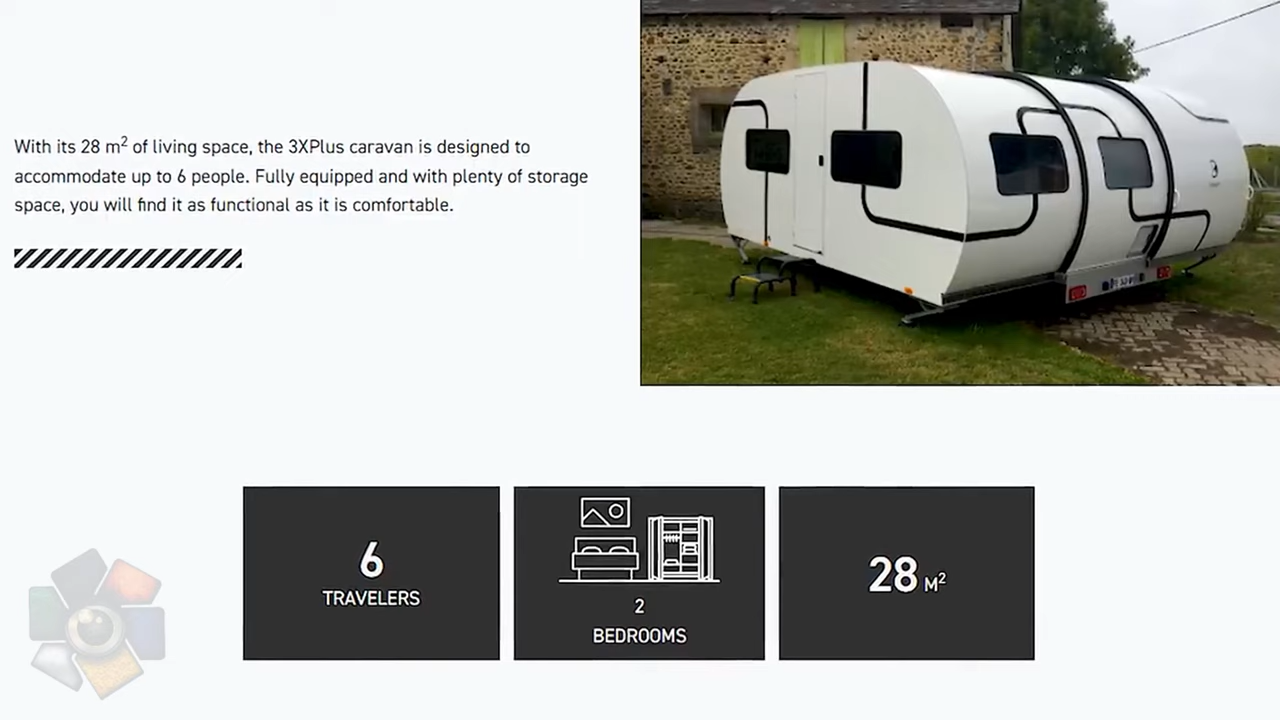 With its 28 m² of living space, the 3XPlus caravan is designed to
accommodate up to 6 people. Fully equipped and with plenty of storage
space, you will find it as functional as it is comfortable.
6
TRAVELERS
2
BEDROOMS
28 M²